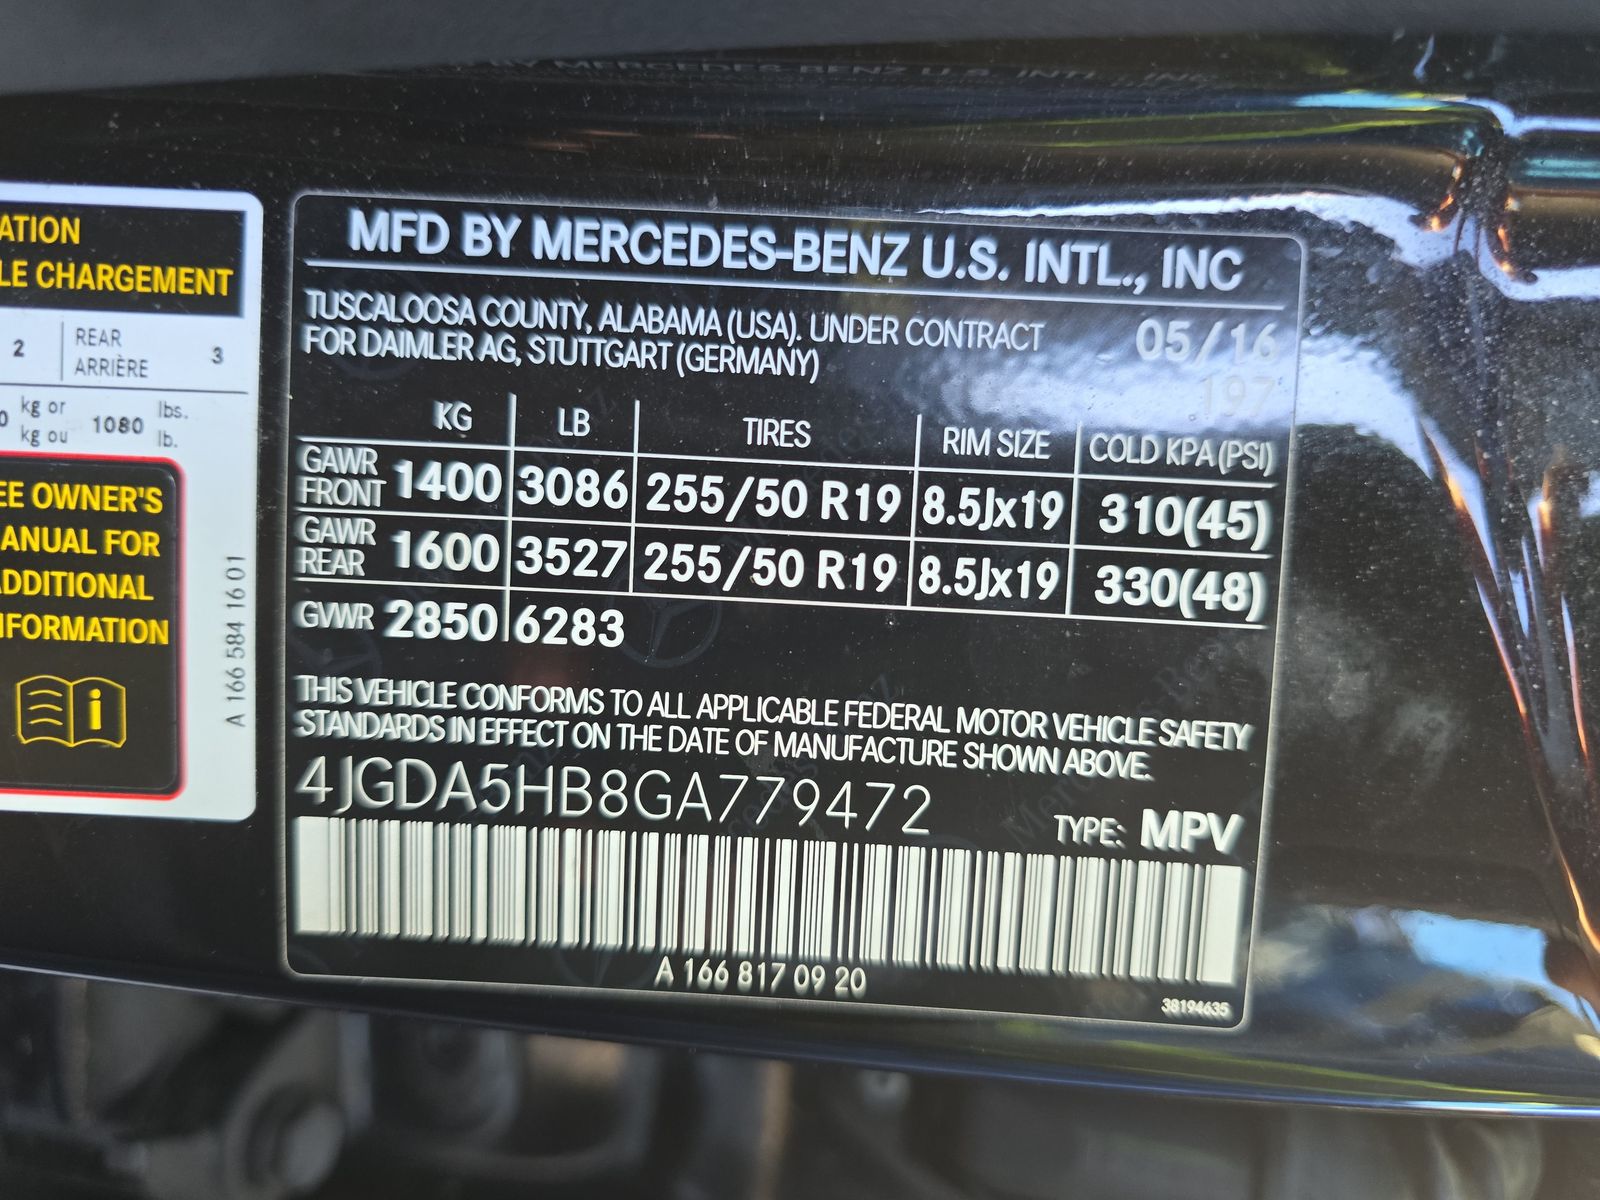 ATION
LE CHARGEMENT
2 REAR 3
ARRIÈRE
0 kg or 1080 lbs.
kg ou lb.
EE OWNER'S
ANUAL FOR
DDITIONAL
NFORMATION
i
A 166 584 16 01
MFD BY MERCEDES-BENZ U.S. INTL., INC
TUSCALOOSA COUNTY, ALABAMA (USA). UNDER CONTRACT 05/16
FOR DAIMLER AG, STUTTGART (GERMANY)
197
KG LB TIRES RIM SIZE COLD KPA(PSI)
GAWR FRONT 1400 3086 255/50 R19 8.5Jx19 310(45)
GAWR REAR 1600 3527 255/50 R19 8.5Jx19 330(48)
GVWR 2850 6283
THIS VEHICLE CONFORMS TO ALL APPLICABLE FEDERAL MOTOR VEHICLE SAFETY
STANDARDS IN EFFECT ON THE DATE OF MANUFACTURE SHOWN ABOVE.
4JGDA5HB8GA779472
TYPE: MPV
A 166 817 09 20
38194635